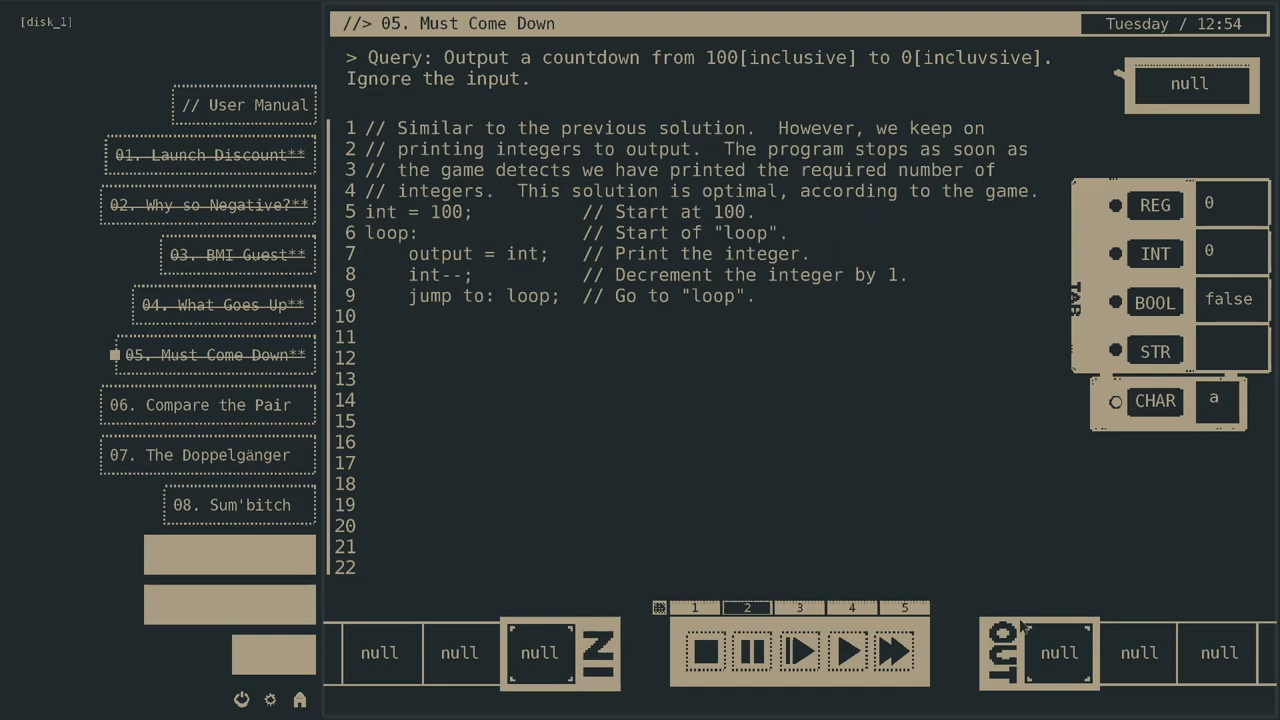 [disk_1]
//> 05. Must Come Down
Tuesday / 12:54
> Query: Output a countdown from 100[inclusive] to 0[incluvsive].
Ignore the input.
null
// User Manual
01. Launch Discount**
02. Why so Negative?**
03. BMI Guest**
04. What Goes Up**
05. Must Come Down**
06. Compare the Pair
07. The Doppelgänger
08. Sum'bitch
1 // Similar to the previous solution.  However, we keep on
2 // printing integers to output.  The program stops as soon as
3 // the game detects we have printed the required number of
4 // integers.  This solution is optimal, according to the game.
5 int = 100;          // Start at 100.
6 loop:               // Start of "loop".
7     output = int;   // Print the integer.
8     int--;          // Decrement the integer by 1.
9     jump to: loop;  // Go to "loop".
10
11
12
13
14
15
16
17
18
19
20
21
22
REG 0
INT 0
BOOL false
STR
CHAR a
1 2 3 4 5
null null null IN
OUT null null null